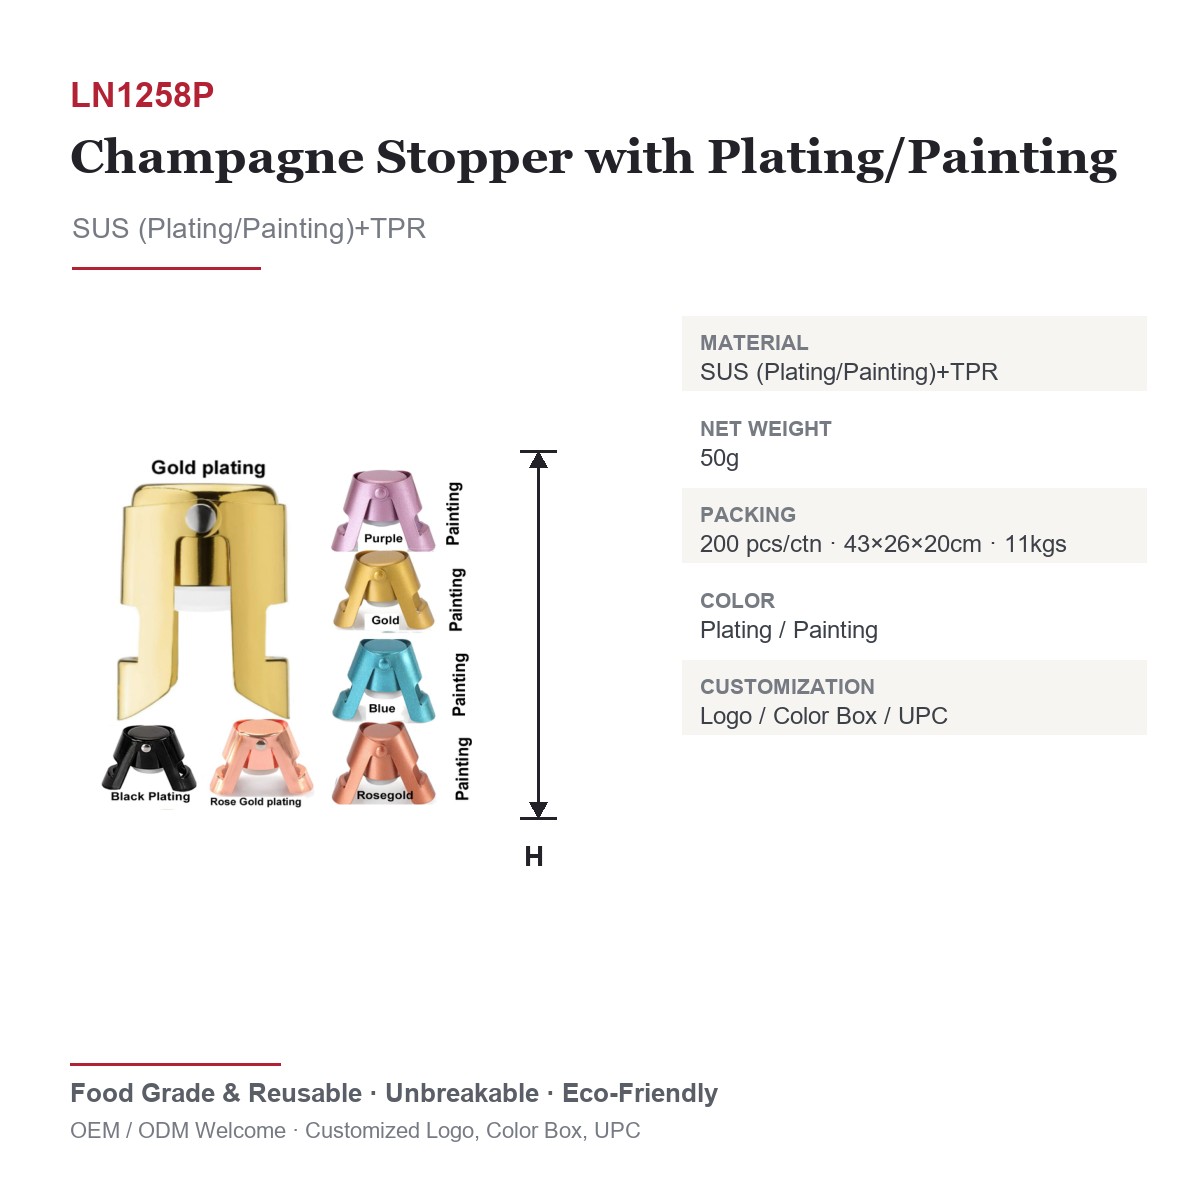 LN1258P
Champagne Stopper with Plating/Painting
SUS (Plating/Painting)+TPR
MATERIAL
SUS (Plating/Painting)+TPR
NET WEIGHT
50g
PACKING
200 pcs/ctn · 43×26×20cm · 11kgs
COLOR
Plating / Painting
CUSTOMIZATION
Logo / Color Box / UPC
Gold plating
Purple
Painting
Gold
Painting
Blue
Painting
Rosegold
Painting
Black Plating
Rose Gold plating
H
Food Grade & Reusable · Unbreakable · Eco-Friendly
OEM / ODM Welcome · Customized Logo, Color Box, UPC